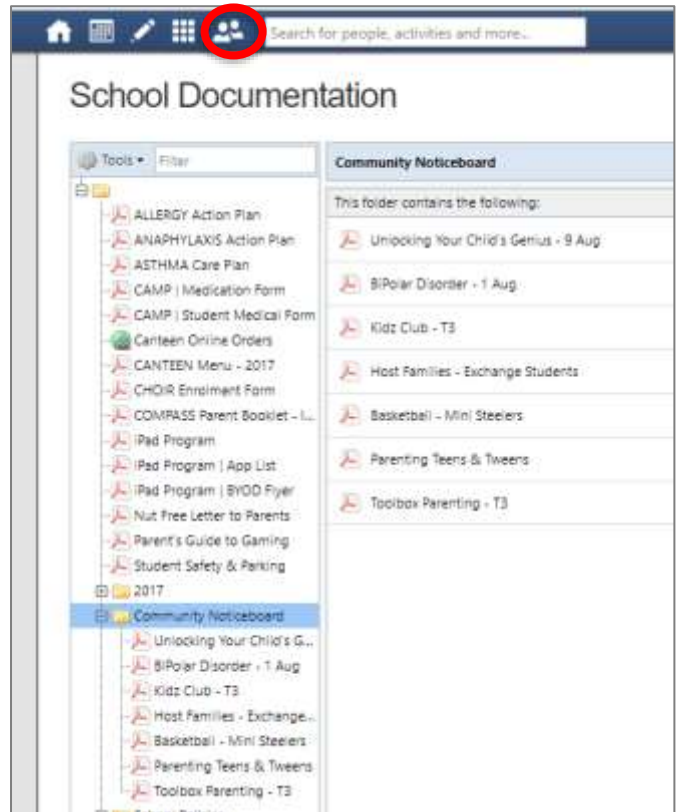 Search for people, activities and more...
School Documentation
Tools
Filter
ALLERGY Action Plan
ANAPHYLAXIS Action Plan
ASTHMA Care Plan
CAMP | Medication Form
CAMP | Student Medical Form
Canteen Online Orders
CANTEEN Menu - 2017
CHOIR Enrolment Form
COMPASS Parent Booklet - I...
iPad Program
iPad Program | App List
iPad Program | BYOD Flyer
Nut Free Letter to Parents
Parent's Guide to Gaming
Student Safety & Parking
2017
Community Noticeboard
Unlocking Your Child's G...
BiPolar Disorder - 1 Aug
Kidz Club - T3
Host Families - Exchange...
Basketball - Mini Steelers
Parenting Teens & Tweens
Toolbox Parenting - T3
Community Noticeboard
This folder contains the following:
Unlocking Your Child's Genius - 9 Aug
BiPolar Disorder - 1 Aug
Kidz Club - T3
Host Families - Exchange Students
Basketball - Mini Steelers
Parenting Teens & Tweens
Toolbox Parenting - T3